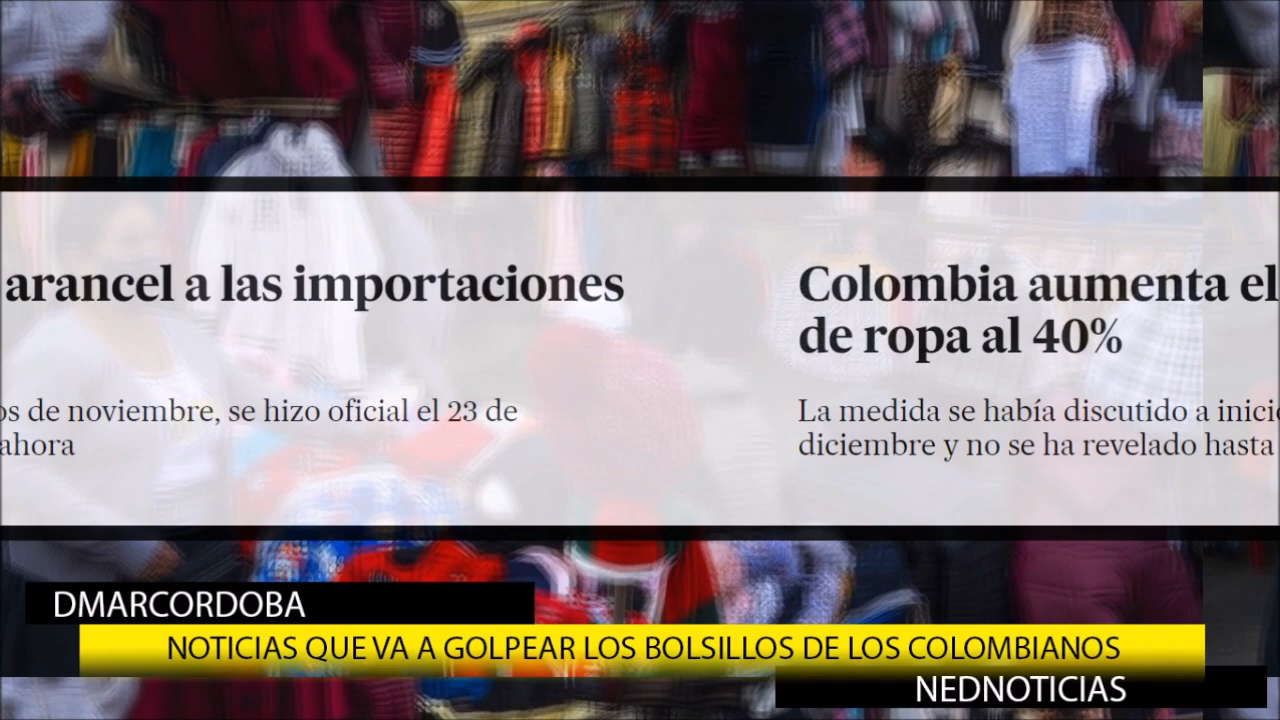 arancel a las importaciones
os de noviembre, se hizo oficial el 23 de
ahora
Colombia aumenta el
de ropa al 40%
La medida se había discutido a inicio
diciembre y no se ha revelado hasta
DMARCORDOBA
NOTICIAS QUE VA A GOLPEAR LOS BOLSILLOS DE LOS COLOMBIANOS
NEDNOTICIAS